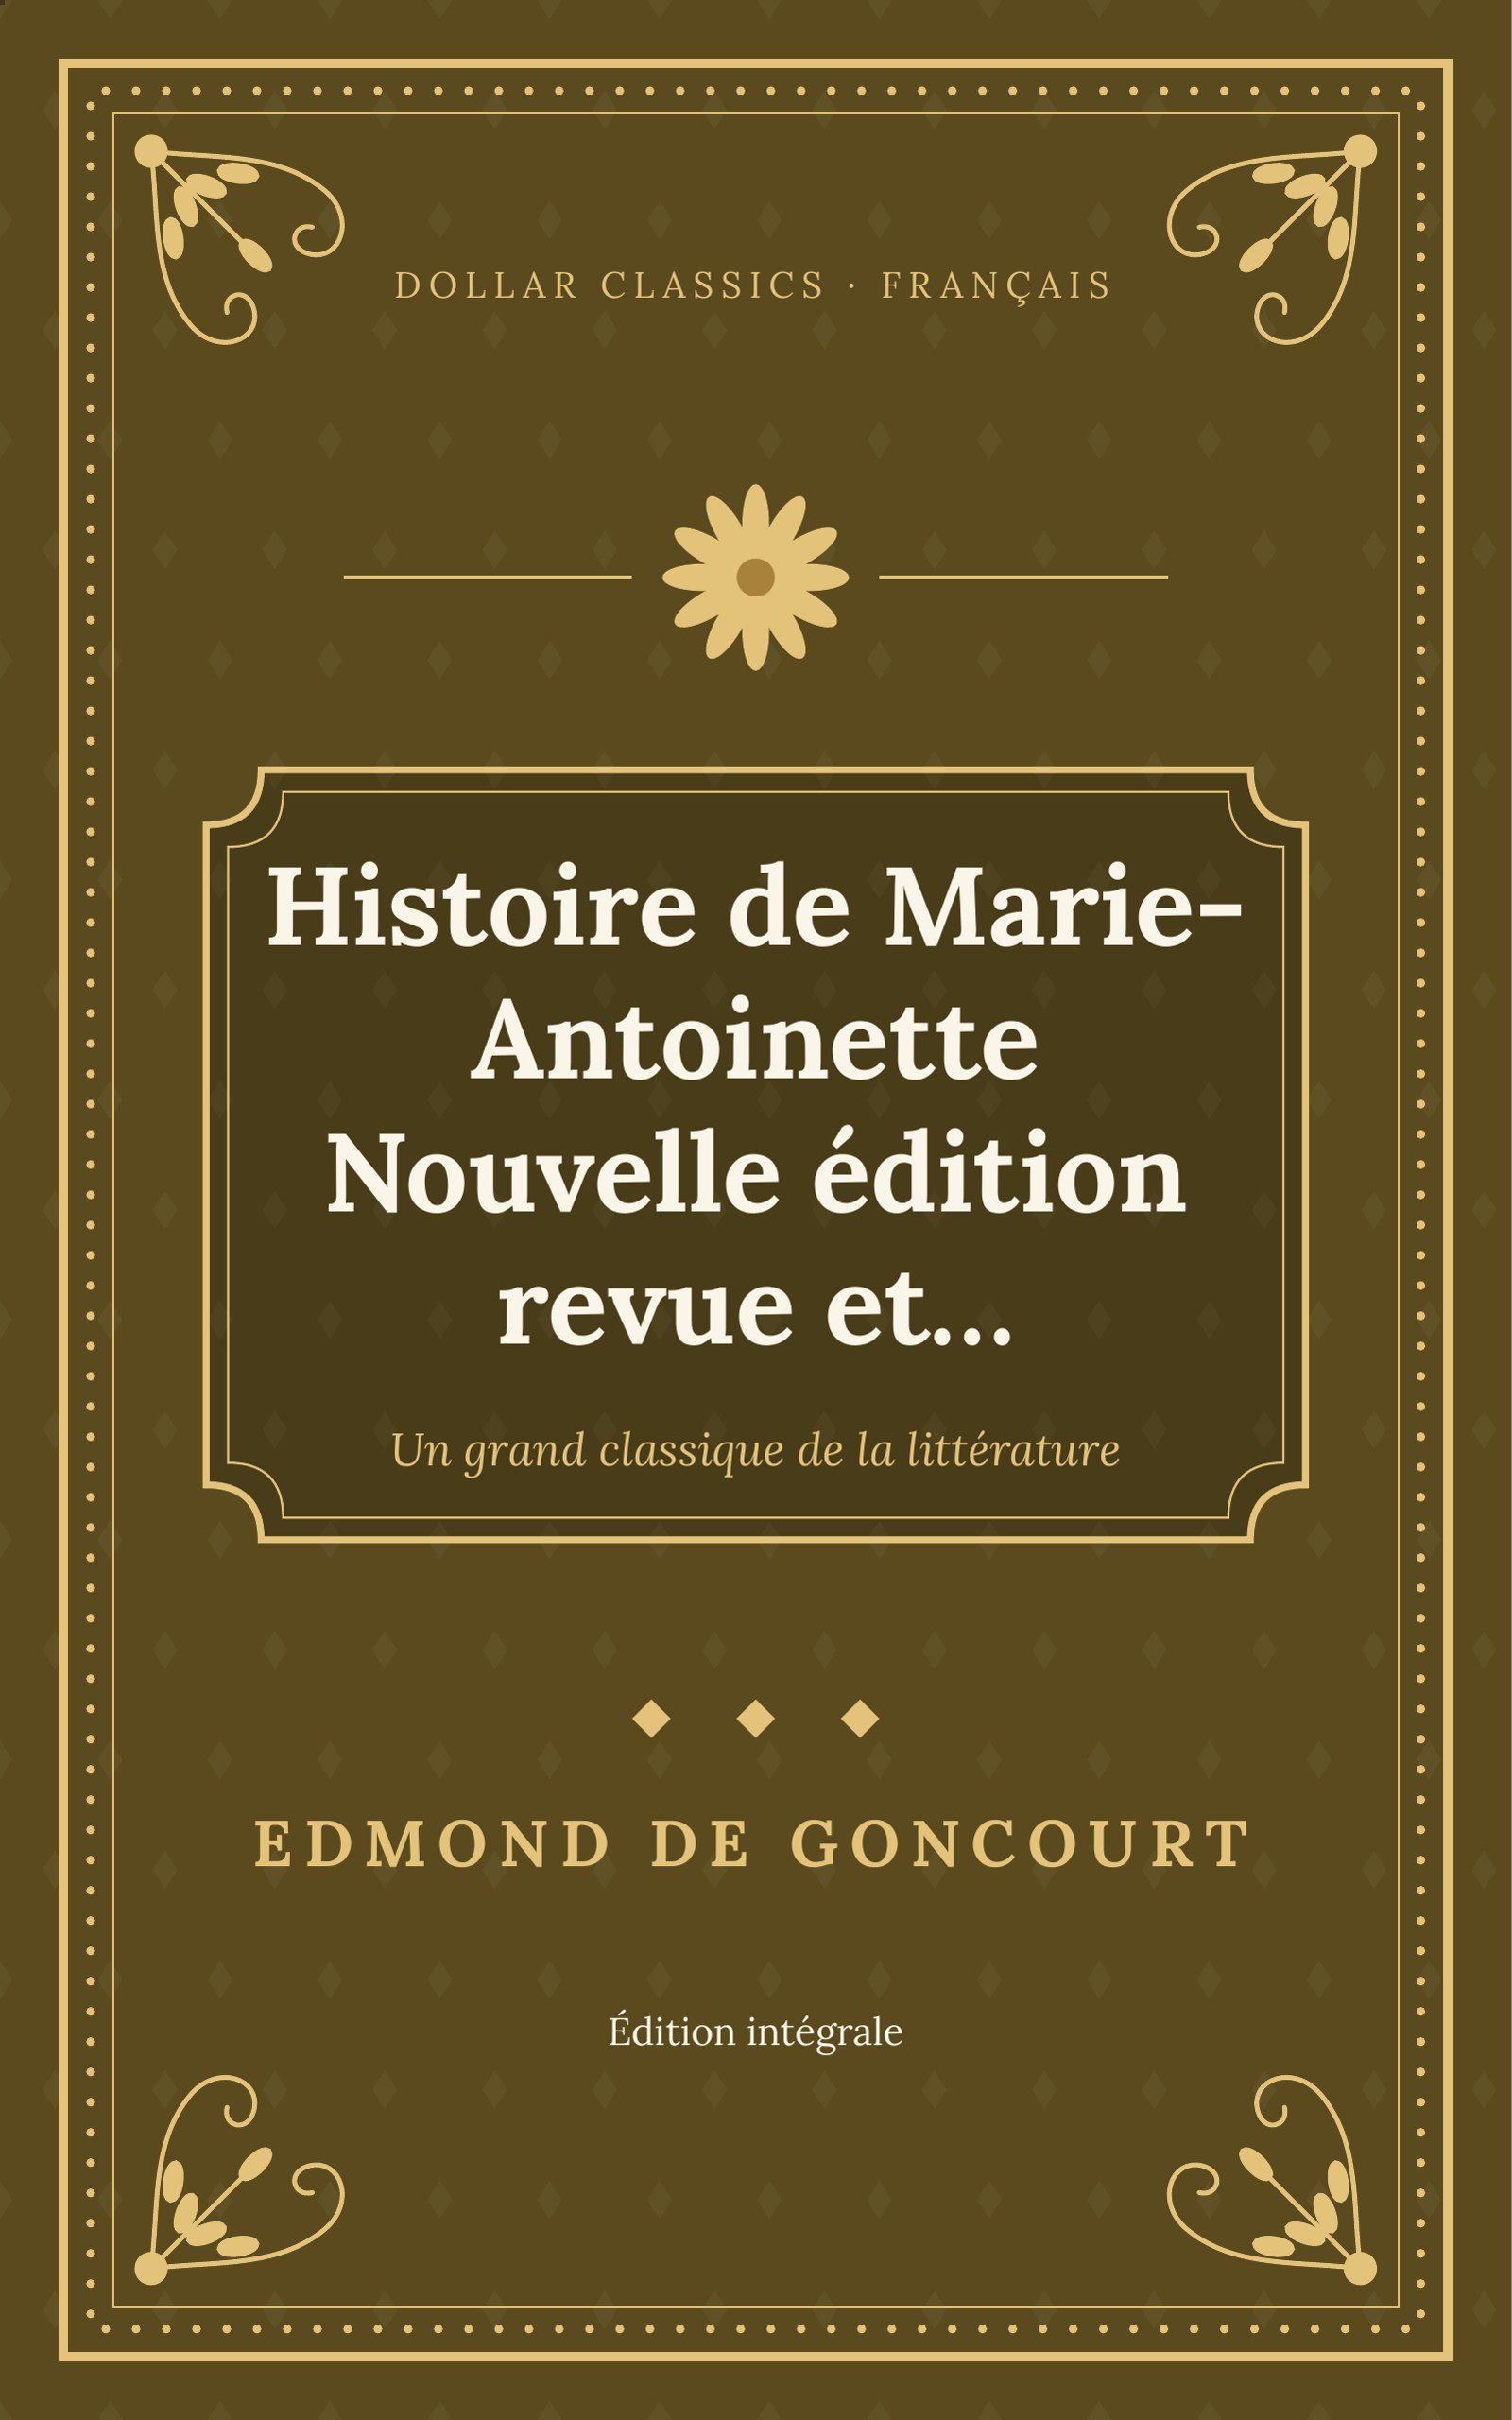 DOLLAR CLASSICS · FRANÇAIS
Histoire de Marie-
Antoinette
Nouvelle édition
revue et...
Un grand classique de la littérature
EDMOND DE GONCOURT
Édition intégrale